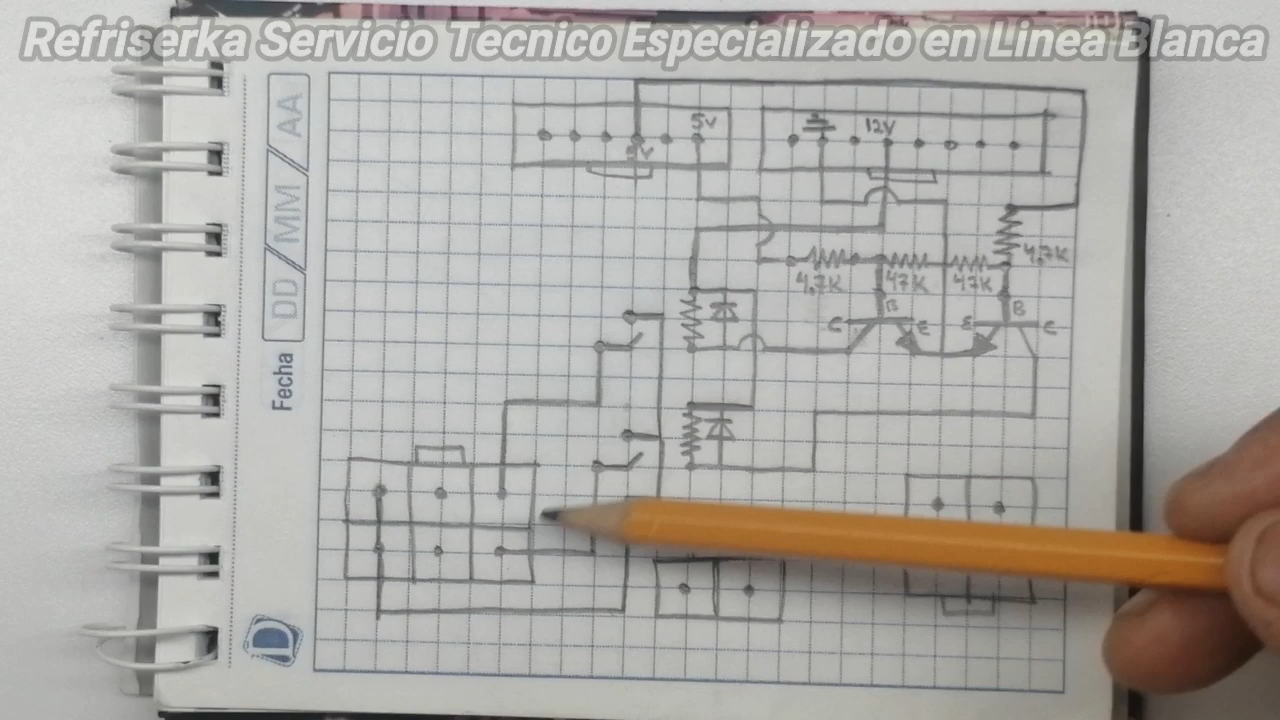 Refriserka Servicio Tecnico Especializado en Linea Blanca
DD/MM/AA
Fecha
5V
12V
4,7K
4,7K
47K
47K
B
B
C
E
E
C
D